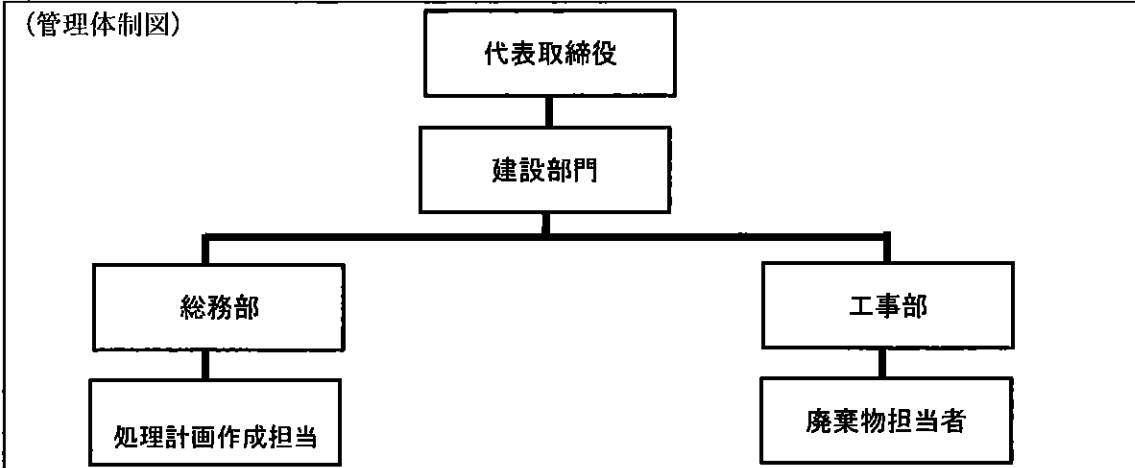 (管理体制図)
代表取締役
建設部門
総務部
工事部
処理計画作成担当
廃棄物担当者